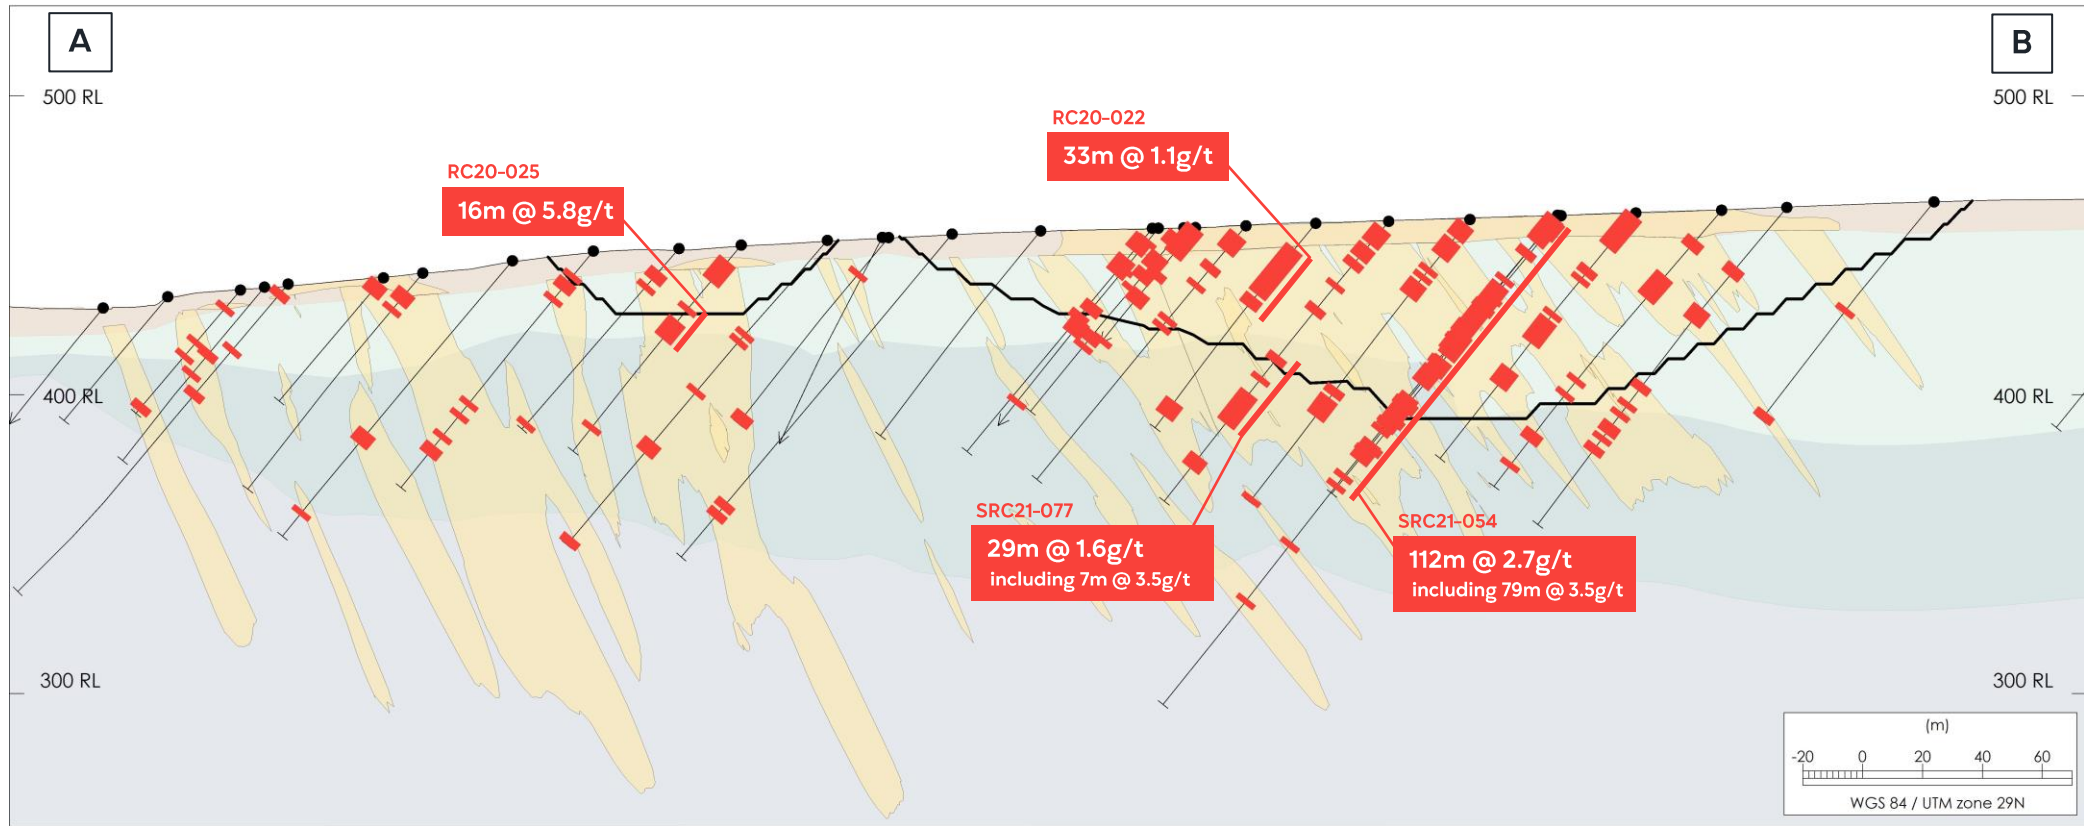 A
B
500 RL
500 RL
RC20-022
33m @ 1.1g/t
RC20-025
16m @ 5.8g/t
400 RL
400 RL
SRC21-077
29m @ 1.6g/t
including 7m @ 3.5g/t
SRC21-054
112m @ 2.7g/t
including 79m @ 3.5g/t
300 RL
300 RL
(m)
-20 0 20 40 60
WGS 84 / UTM zone 29N